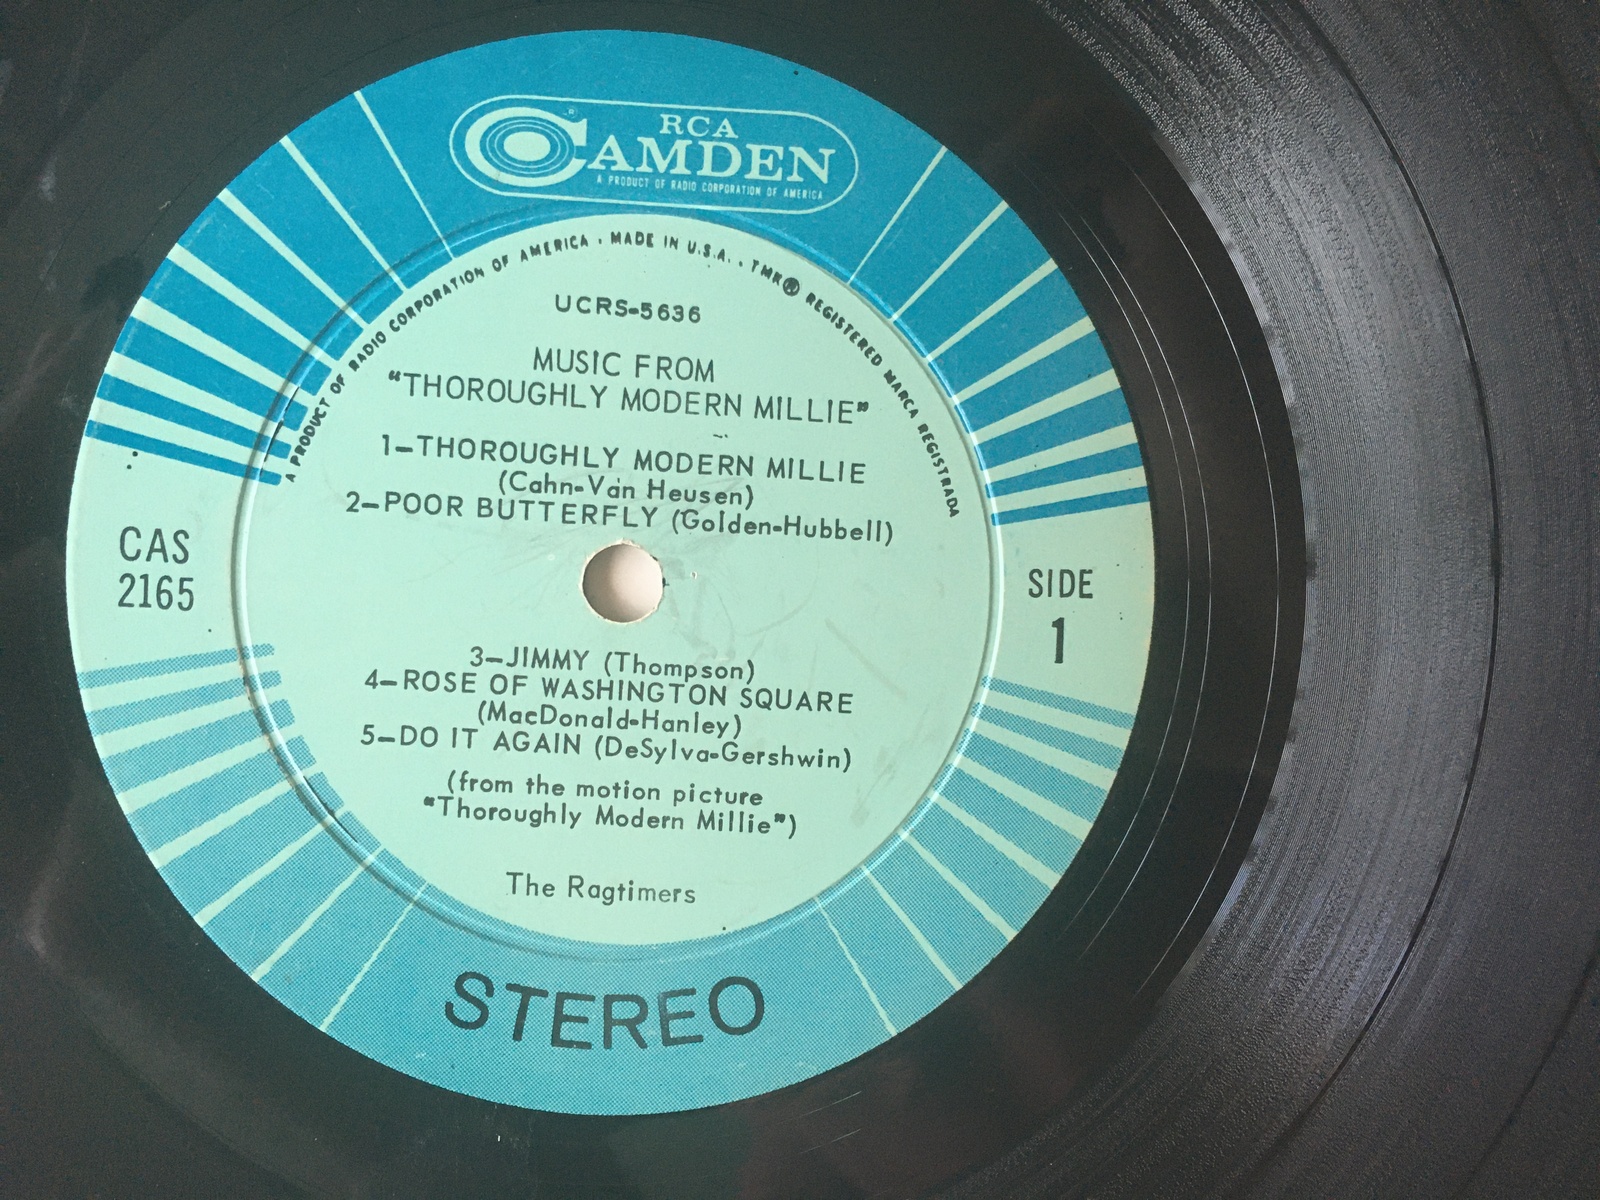 RCA
CAMDEN
A PRODUCT OF RADIO CORPORATION OF AMERICA
A PRODUCT OF RADIO CORPORATION OF AMERICA . MADE IN U.S.A. . TMK® REGISTERED MARCA REGISTRADA
UCRS-5636
MUSIC FROM
"THOROUGHLY MODERN MILLIE"
1-THOROUGHLY MODERN MILLIE
(Cahn-Van Heusen)
2-POOR BUTTERFLY (Golden-Hubbell)
CAS
2165
SIDE
1
3-JIMMY (Thompson)
4-ROSE OF WASHINGTON SQUARE
(MacDonald-Hanley)
5-DO IT AGAIN (DeSylva-Gershwin)
(from the motion picture
"Thoroughly Modern Millie")
The Ragtimers
STEREO